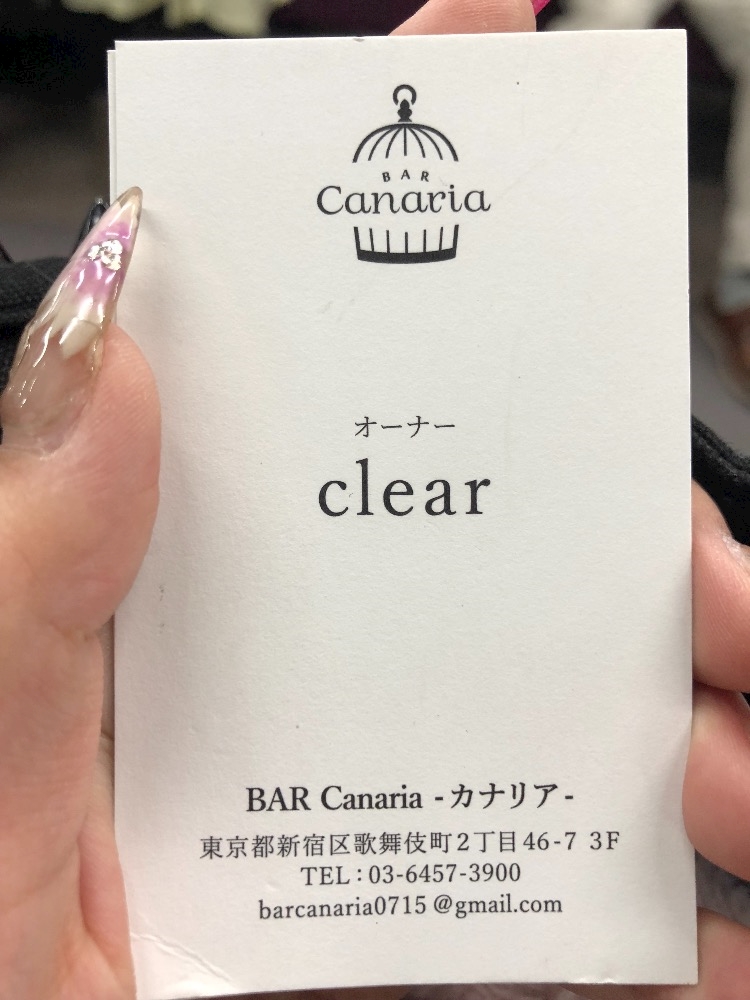 BAR
Canaria
オーナー
clear
BAR Canaria -カナリア-
東京都新宿区歌舞伎町2丁目46-7 3F
TEL:03-6457-3900
barcanaria0715@gmail.com